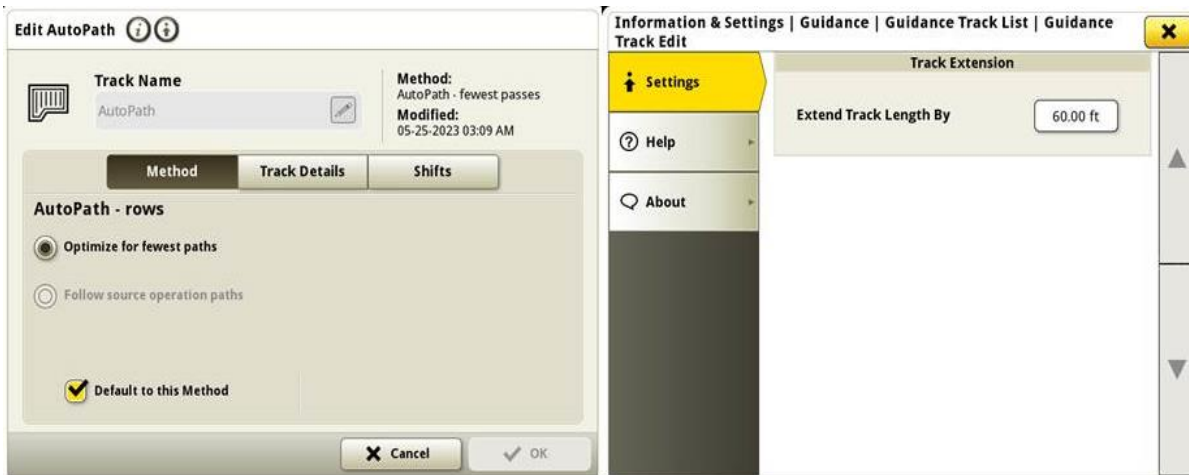 Edit AutoPath
Track Name
AutoPath
Method:
AutoPath - fewest passes
Modified:
05-25-2023 03:09 AM
Method
Track Details
Shifts
AutoPath - rows
Optimize for fewest paths
Follow source operation paths
Default to this Method
Cancel
OK
Information & Settings | Guidance | Guidance Track List | Guidance
Track Edit
Settings
Help
About
Track Extension
Extend Track Length By
60.00 ft